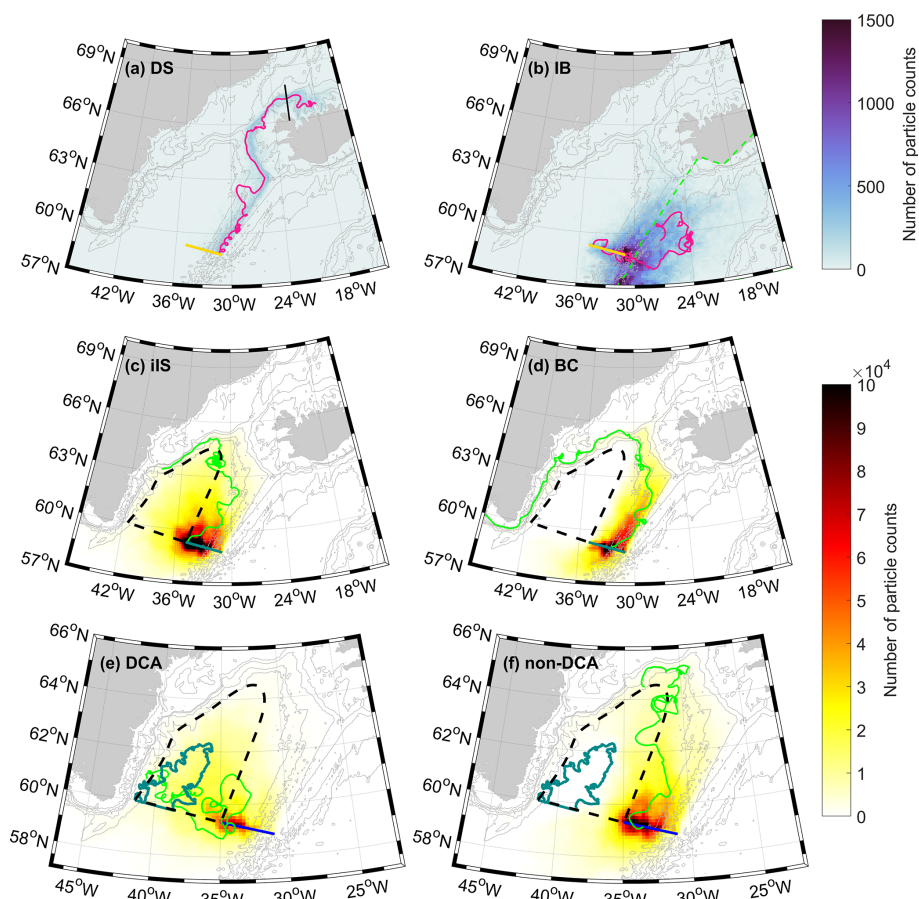 (a) DS
69°N
66°N
63°N
60°N
57°N
42°W
36°W
30°W
24°W
18°W
(b) IB
69°N
66°N
63°N
60°N
57°N
42°W
36°W
30°W
24°W
18°W
1500
1000
500
0
Number of particle counts
(c) iIS
69°N
66°N
63°N
60°N
57°N
42°W
36°W
30°W
24°W
18°W
(d) BC
69°N
66°N
63°N
60°N
57°N
42°W
36°W
30°W
24°W
18°W
×10⁴
10
9
8
7
6
5
4
3
2
1
0
Number of particle counts
(e) DCA
66°N
64°N
62°N
60°N
58°N
45°W
40°W
35°W
30°W
25°W
(f) non-DCA
66°N
64°N
62°N
60°N
58°N
45°W
40°W
35°W
30°W
25°W